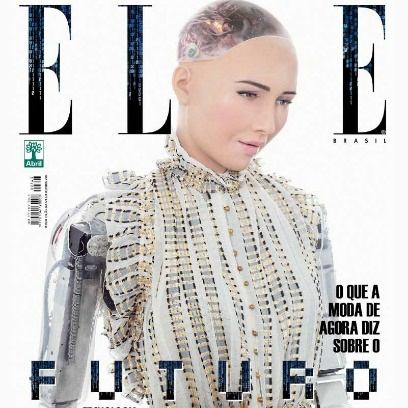 ELLE
BRASIL
Abril
O QUE A
MODA DE
AGORA DIZ
SOBRE O
FUTURO